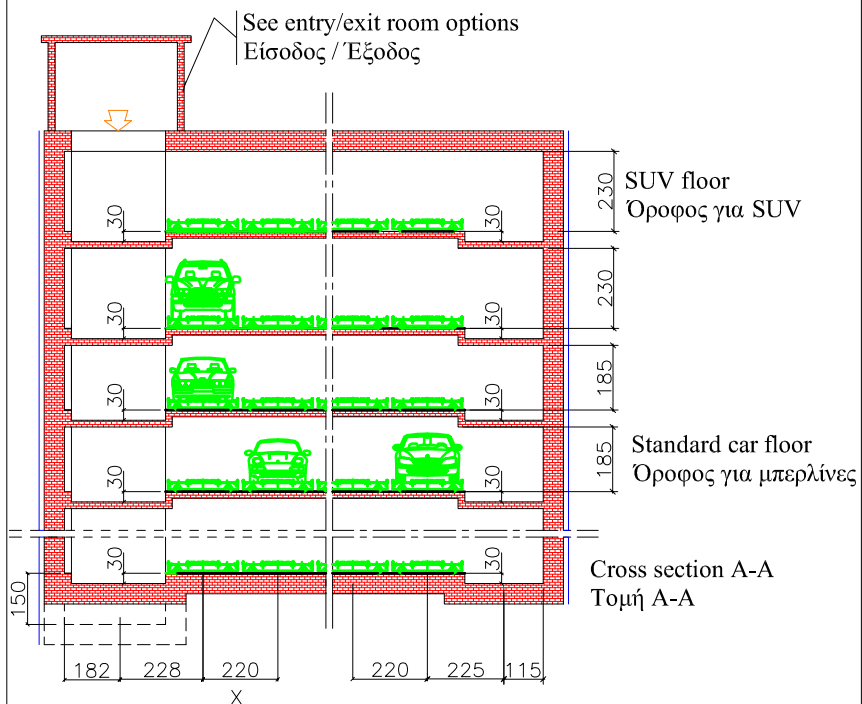 See entry/exit room options
Είσοδος / Έξοδος
230
SUV floor
Όροφος για SUV
30
30
230
30
30
185
30
30
185
Standard car floor
Όροφος για μπερλίνες
30
30
30
30
150
Cross section A-A
Τομή A-A
182
228
220
220
225
115
X